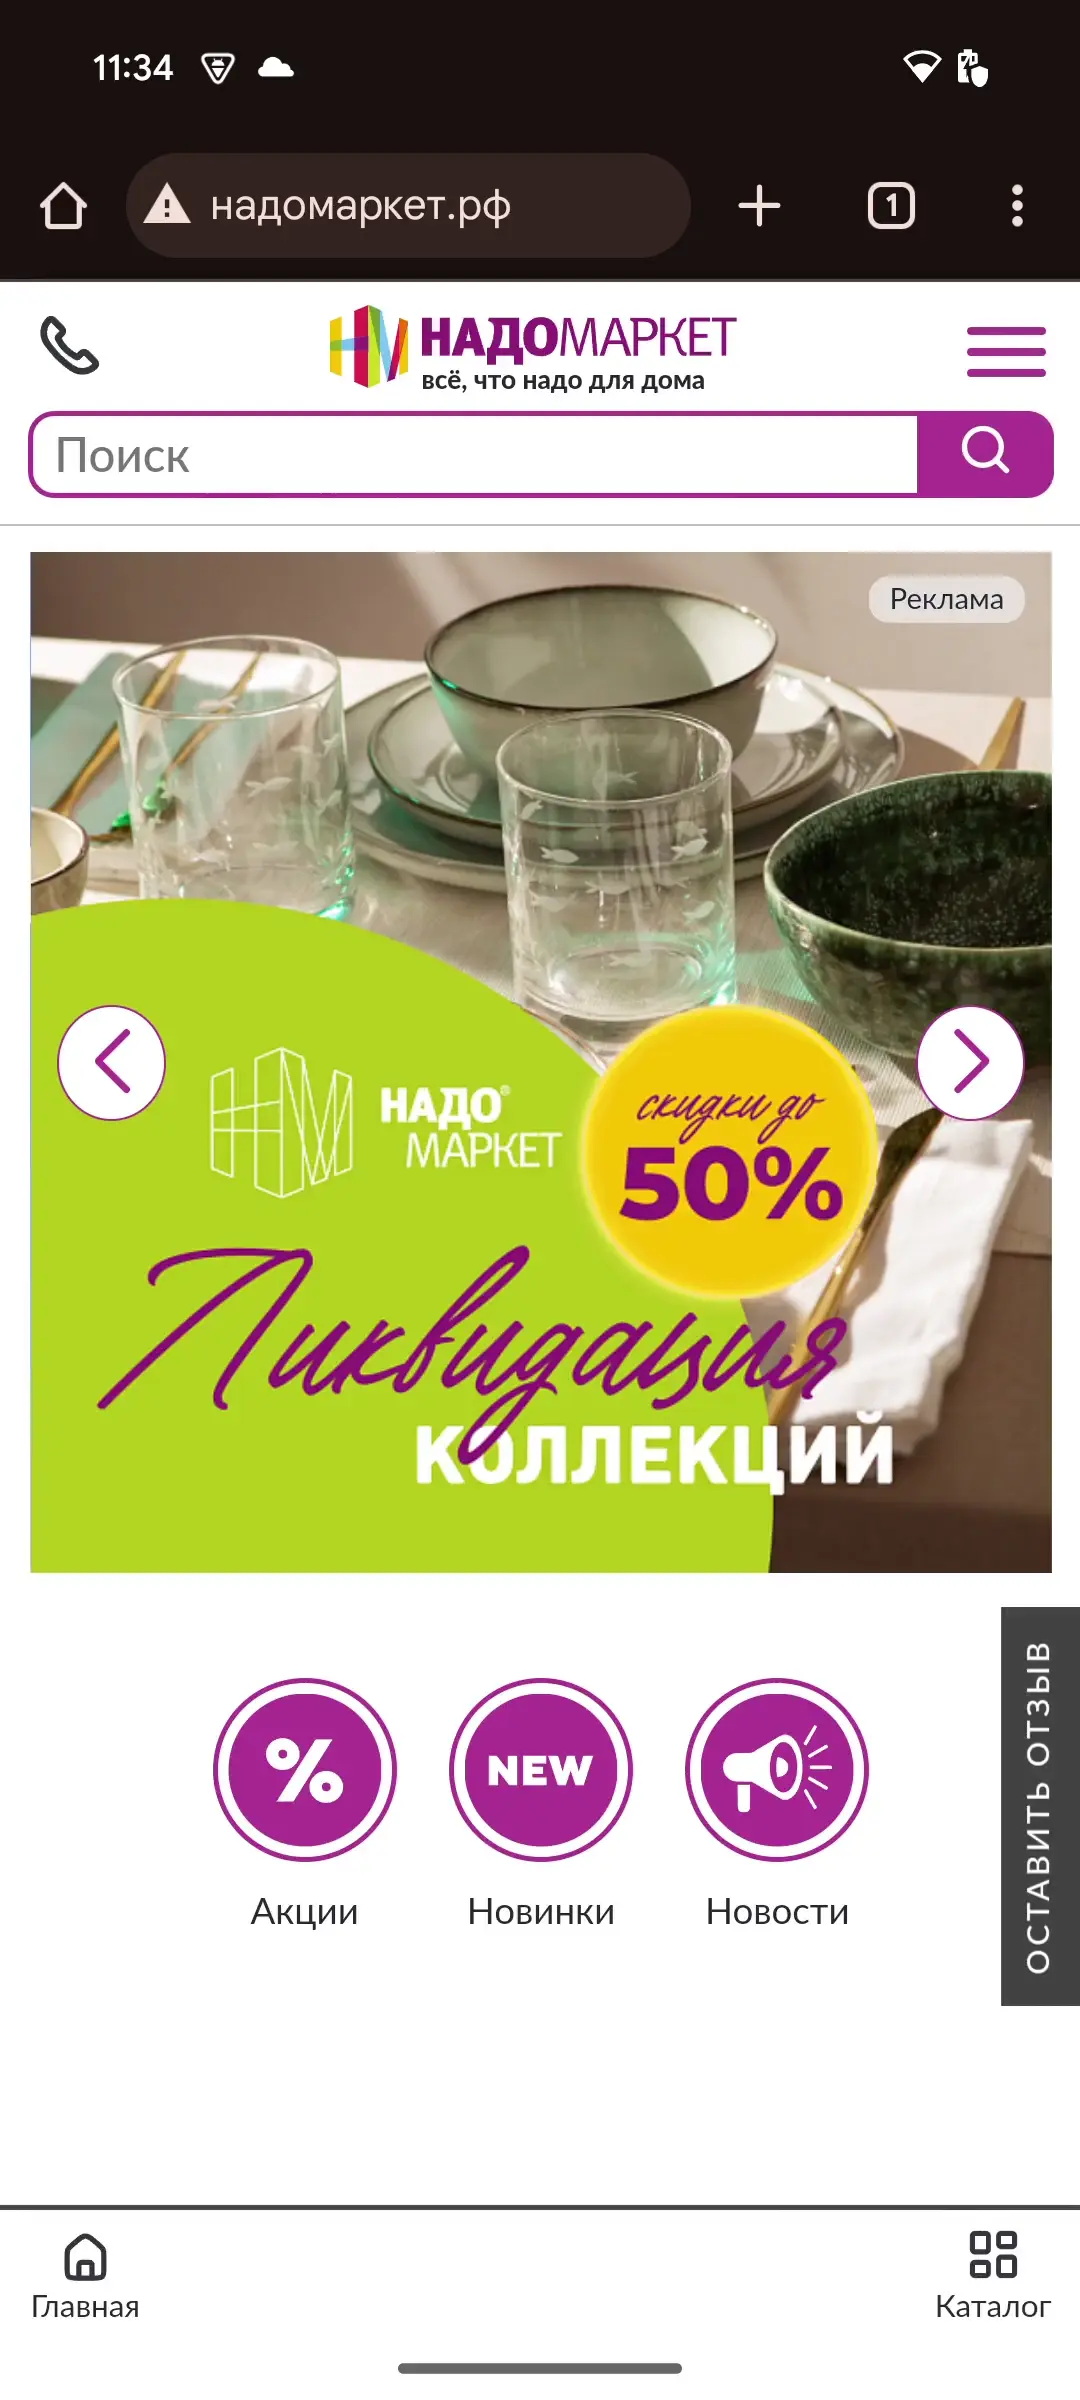 11:34
надомаркет.рф
1
НАДОМАРКЕТ
всё, что надо для дома
Поиск
Реклама
НАДО®
МАРКЕТ
скидки до
50%
Ликвидация
КОЛЛЕКЦИЙ
ОСТАВИТЬ ОТЗЫВ
%
NEW
Акции
Новинки
Новости
Главная
Каталог